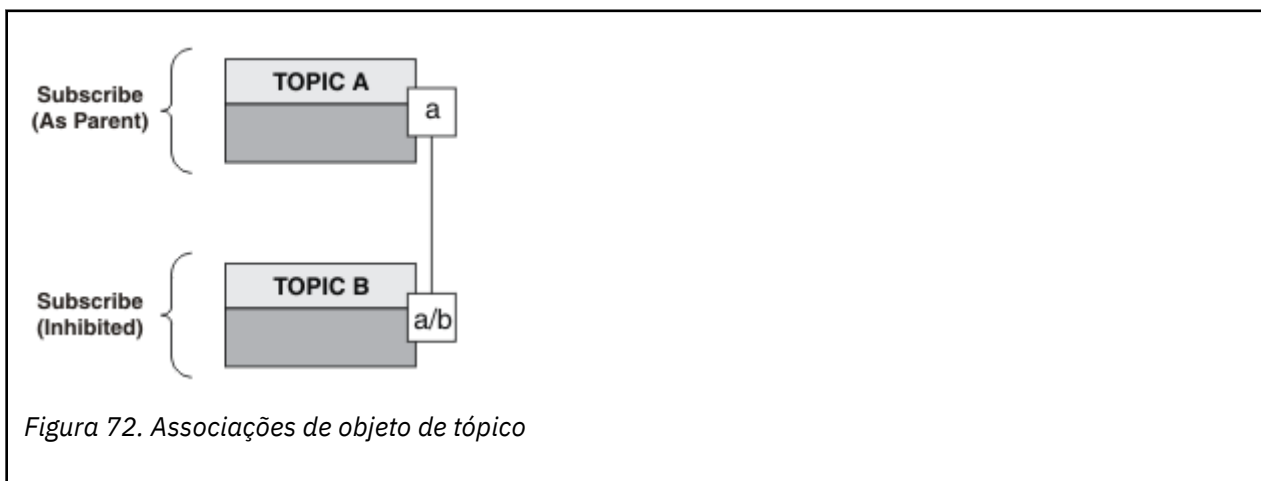 Subscribe
(As Parent)
TOPIC A
a
Subscribe
(Inhibited)
TOPIC B
a/b
Figura 72. Associações de objeto de tópico